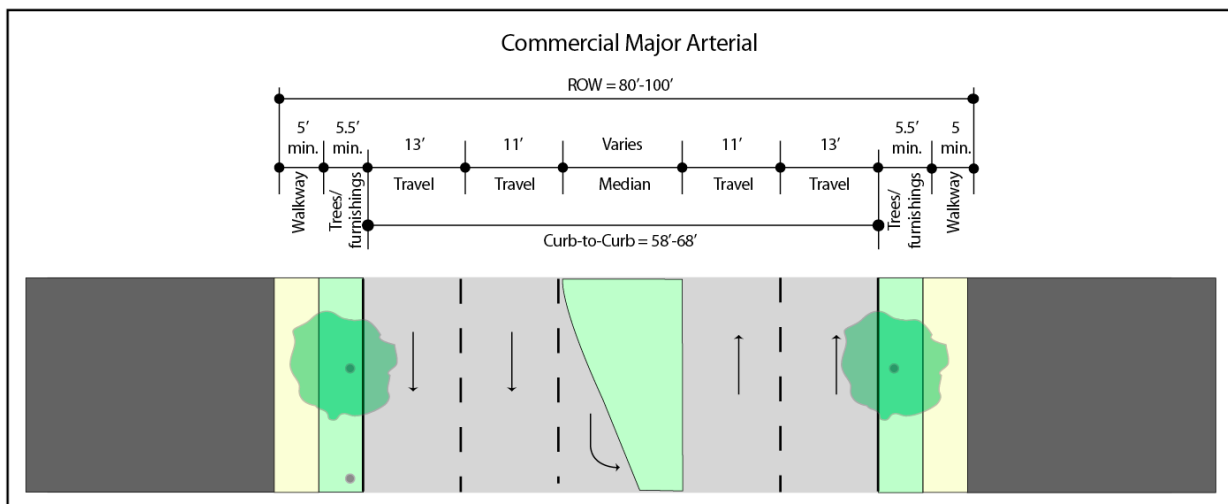 Commercial Major Arterial
ROW = 80’-100’
5’
min.
5.5’
min.
13’
11’
Varies
11’
13’
5.5’
min.
5
min.
Walkway
Trees/
furnishings
Travel
Travel
Median
Travel
Travel
Trees/
furnishings
Walkway
Curb-to-Curb = 58’-68’